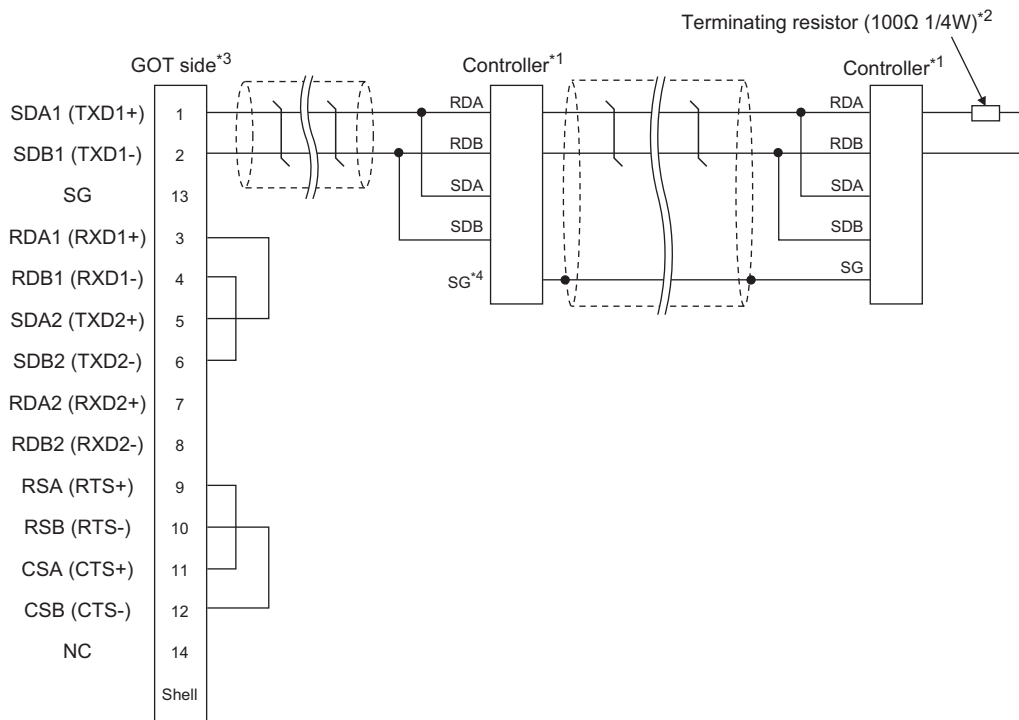 Terminating resistor (100Ω 1/4W)*2
GOT side*3
Controller*1
Controller*1
SDA1 (TXD1+) 1 RDA RDA
SDB1 (TXD1-) 2 RDB RDB
SG 13 SDA SDA
RDA1 (RXD1+) 3 SDB SDB
RDB1 (RXD1-) 4 SG*4 SG
SDA2 (TXD2+) 5
SDB2 (TXD2-) 6
RDA2 (RXD2+) 7
RDB2 (RXD2-) 8
RSA (RTS+) 9
RSB (RTS-) 10
CSA (CTS+) 11
CSB (CTS-) 12
NC 14
Shell